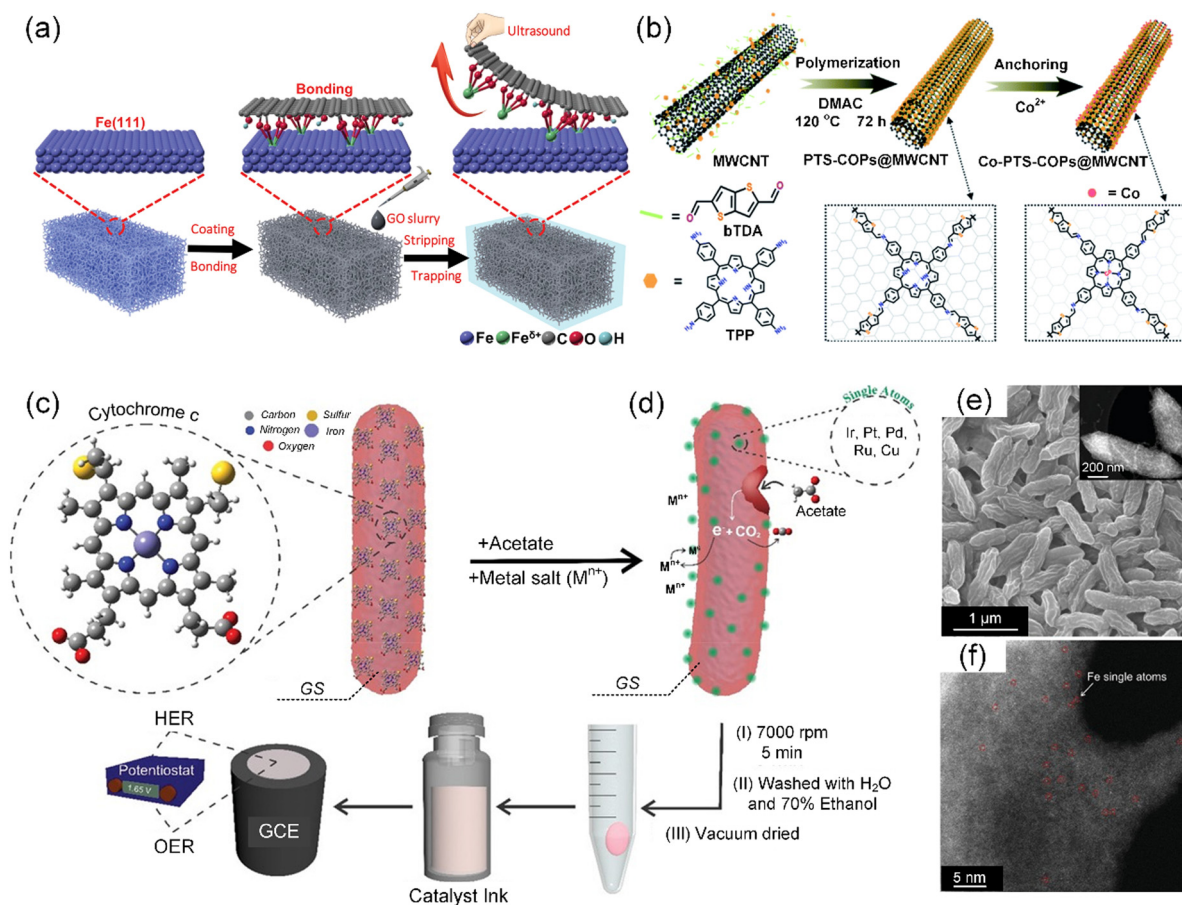 (a)
Ultrasound
Bonding
Fe(111)
GO slurry
Coating
Bonding
Stripping
Trapping
Fe Feδ+ C O H
(b)
Polymerization
DMAC
120 °C 72 h
Anchoring
Co2+
MWCNT
PTS-COPs@MWCNT
Co-PTS-COPs@MWCNT
= Co
=
bTDA
=
TPP
(c)
Cytochrome c
Carbon Sulfur
Nitrogen Iron
Oxygen
GS
+Acetate
+Metal salt (Mn+)
(d)
Single Atoms
Ir, Pt, Pd,
Ru, Cu
Acetate
Mn+
e-+ CO2
Mn+
Mn+
GS
(I) 7000 rpm
5 min
(II) Washed with H2O
and 70% Ethanol
(III) Vacuum dried
Catalyst Ink
GCE
HER
Potentiostat
1.65 V
OER
(e)
200 nm
1 µm
(f)
Fe single atoms
5 nm